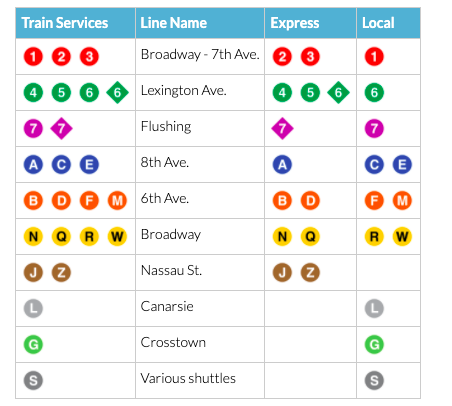 Train Services Line Name Express Local
1 2 3 Broadway - 7th Ave. 2 3 1
4 5 6 6 Lexington Ave. 4 5 6 6
7 7 Flushing 7 7
A C E 8th Ave. A C E
B D F M 6th Ave. B D F M
N Q R W Broadway N Q R W
J Z Nassau St. J Z
L Canarsie L
G Crosstown G
S Various shuttles S